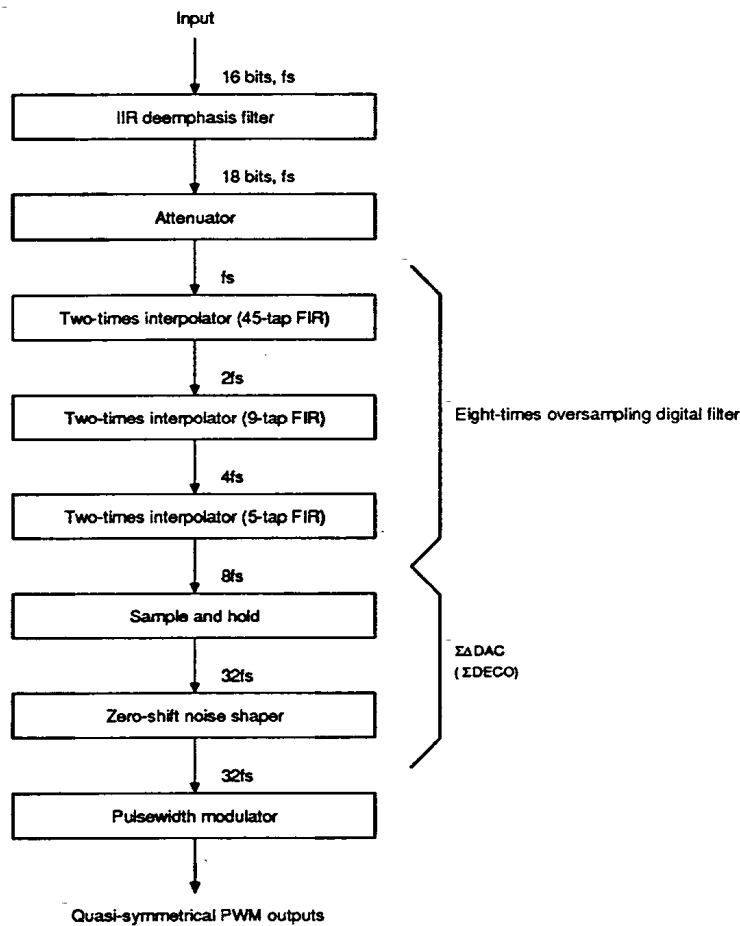 Input
16 bits, fs
IIR deemphasis filter
18 bits, fs
Attenuator
fs
Two-times interpolator (45-tap FIR)
2fs
Two-times interpolator (9-tap FIR)
Eight-times oversampling digital filter
4fs
Two-times interpolator (5-tap FIR)
8fs
Sample and hold
ΣΔ DAC
( ΣDECO)
32fs
Zero-shift noise shaper
32fs
Pulsewidth modulator
Quasi-symmetrical PWM outputs